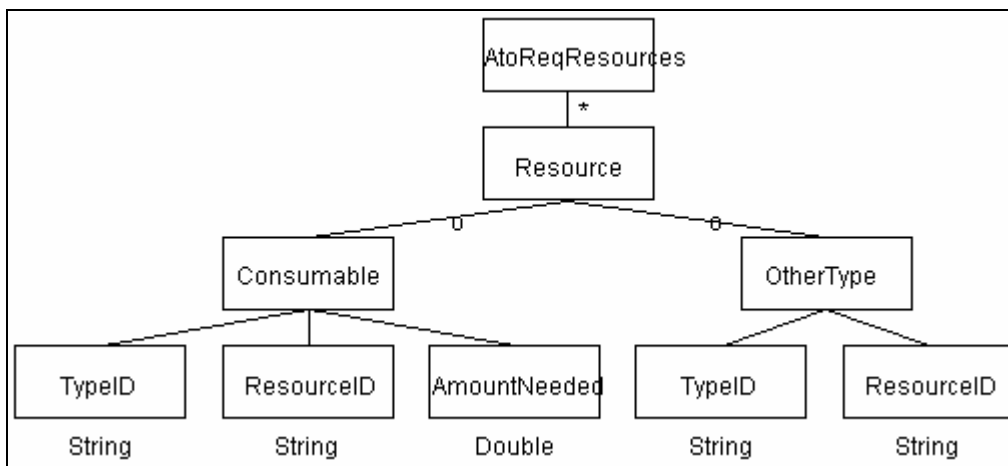 AtoReqResources
*
Resource
0 0
Consumable OtherType
TypeID ResourceID AmountNeeded TypeID ResourceID
String String Double String String